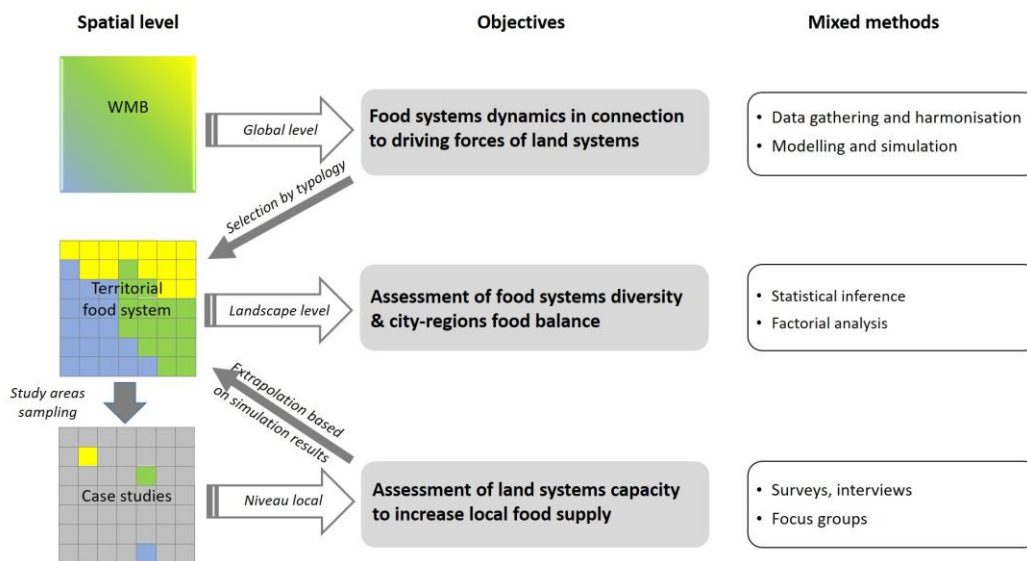 Spatial level
Objectives
Mixed methods
WMB
Global level
Food systems dynamics in connection
to driving forces of land systems
• Data gathering and harmonisation
• Modelling and simulation
Selection by typology
Territorial
food system
Landscape level
Assessment of food systems diversity
& city-regions food balance
• Statistical inference
• Factorial analysis
Study areas
sampling
Extrapolation based
on simulation results
Case studies
Niveau local
Assessment of land systems capacity
to increase local food supply
• Surveys, interviews
• Focus groups